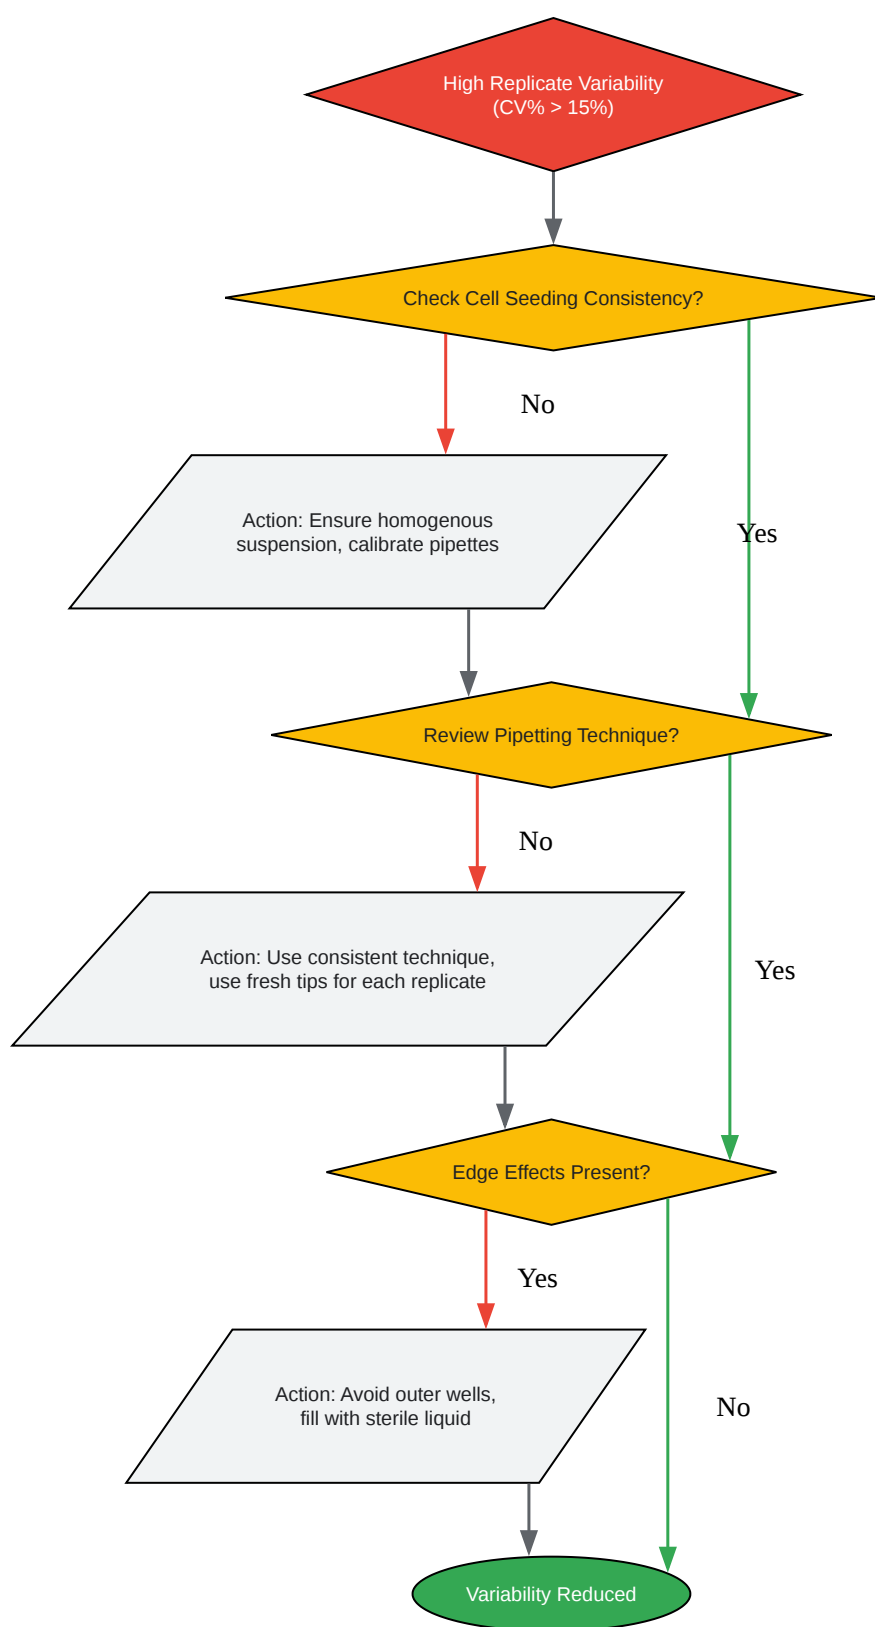 High Replicate Variability
(CV% > 15%)
Check Cell Seeding Consistency?
No
Action: Ensure homogenous
suspension, calibrate pipettes
Yes
Review Pipetting Technique?
No
Action: Use consistent technique,
use fresh tips for each replicate
Yes
Edge Effects Present?
Yes
Action: Avoid outer wells,
fill with sterile liquid
No
Variability Reduced